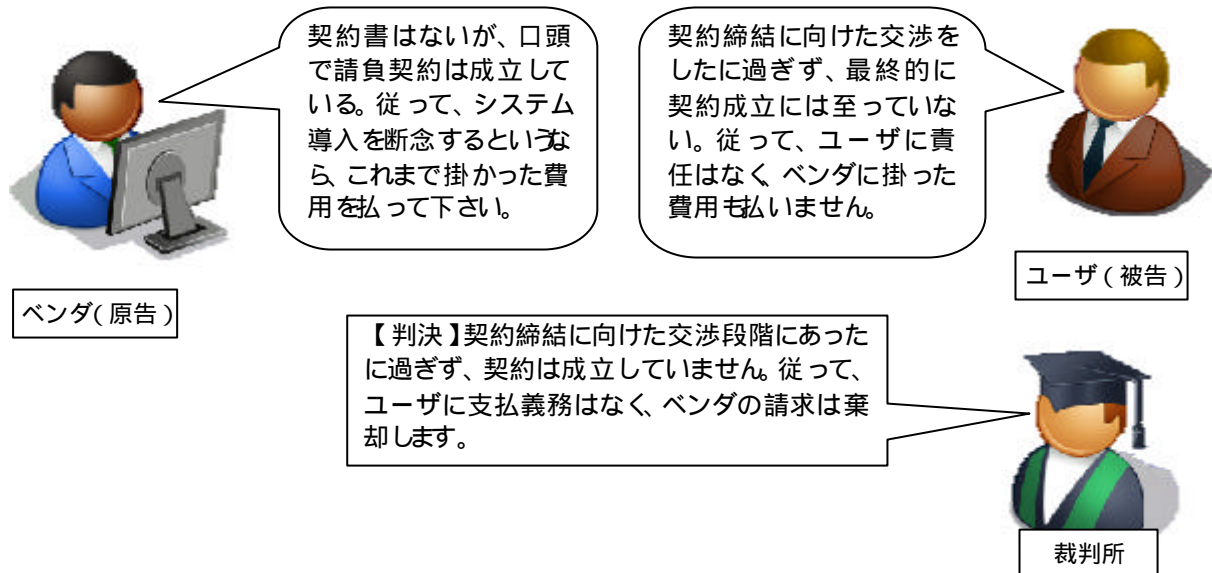 契約書はないが、口頭
で請負契約は成立して
いる。従って、システム
導入を断念するというな
ら、これまで掛かった費
用を払って下さい。
契約締結に向けた交渉を
したに過ぎず、最終的に
契約成立には至っていな
い。従って、ユーザに責
任はなく、ベンダに掛った
費用も払いません。
ユーザ(被告)
ベンダ(原告)
【判決】契約締結に向けた交渉段階にあった
に過ぎず、契約は成立していません。従って、
ユーザに支払義務はなく、ベンダの請求は棄
却します。
裁判所